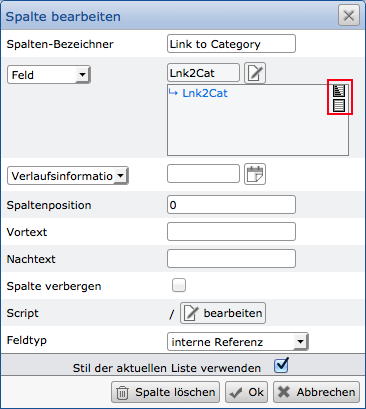 Spalte bearbeiten
Spalten-Bezeichner Link to Category
Feld Lnk2Cat
Lnk2Cat
Verlaufsinformatio
Spaltenposition 0
Vortext
Nachtext
Spalte verbergen
Script / bearbeiten
Feldtyp interne Referenz
Stil der aktuellen Liste verwenden
Spalte löschen Ok Abbrechen